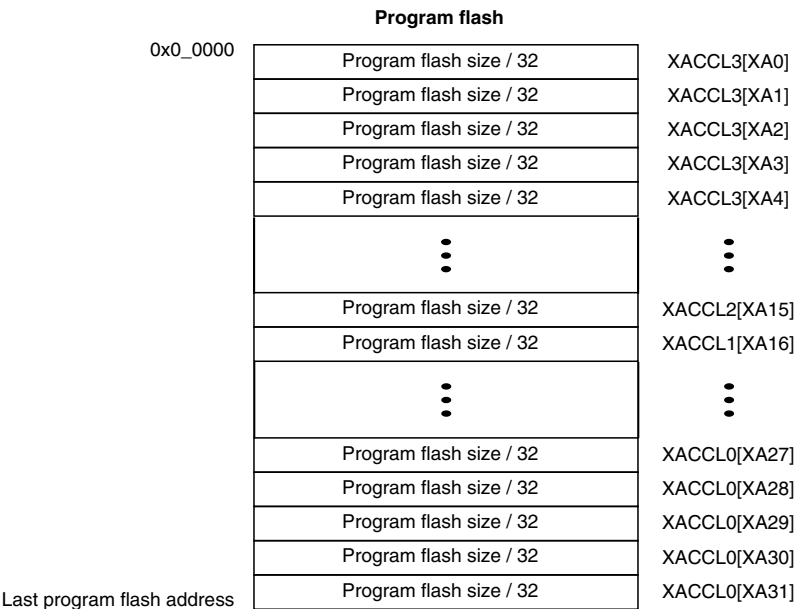 Program flash
0x0_0000
Program flash size / 32 XACCL3[XA0]
Program flash size / 32 XACCL3[XA1]
Program flash size / 32 XACCL3[XA2]
Program flash size / 32 XACCL3[XA3]
Program flash size / 32 XACCL3[XA4]
Program flash size / 32 XACCL2[XA15]
Program flash size / 32 XACCL1[XA16]
Program flash size / 32 XACCL0[XA27]
Program flash size / 32 XACCL0[XA28]
Program flash size / 32 XACCL0[XA29]
Program flash size / 32 XACCL0[XA30]
Program flash size / 32 XACCL0[XA31]
Last program flash address